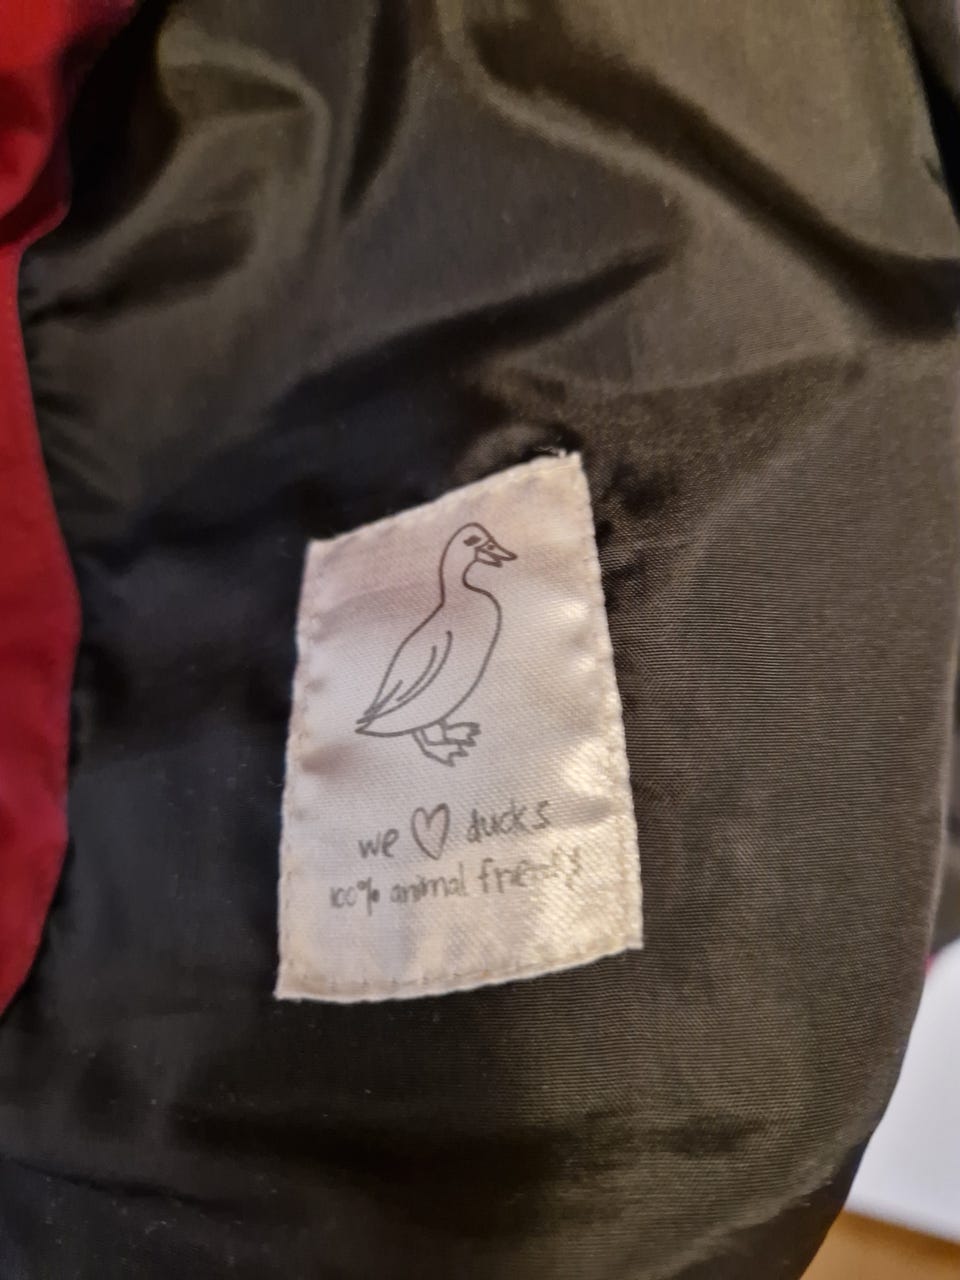 we ♡ ducks
100% animal friendly